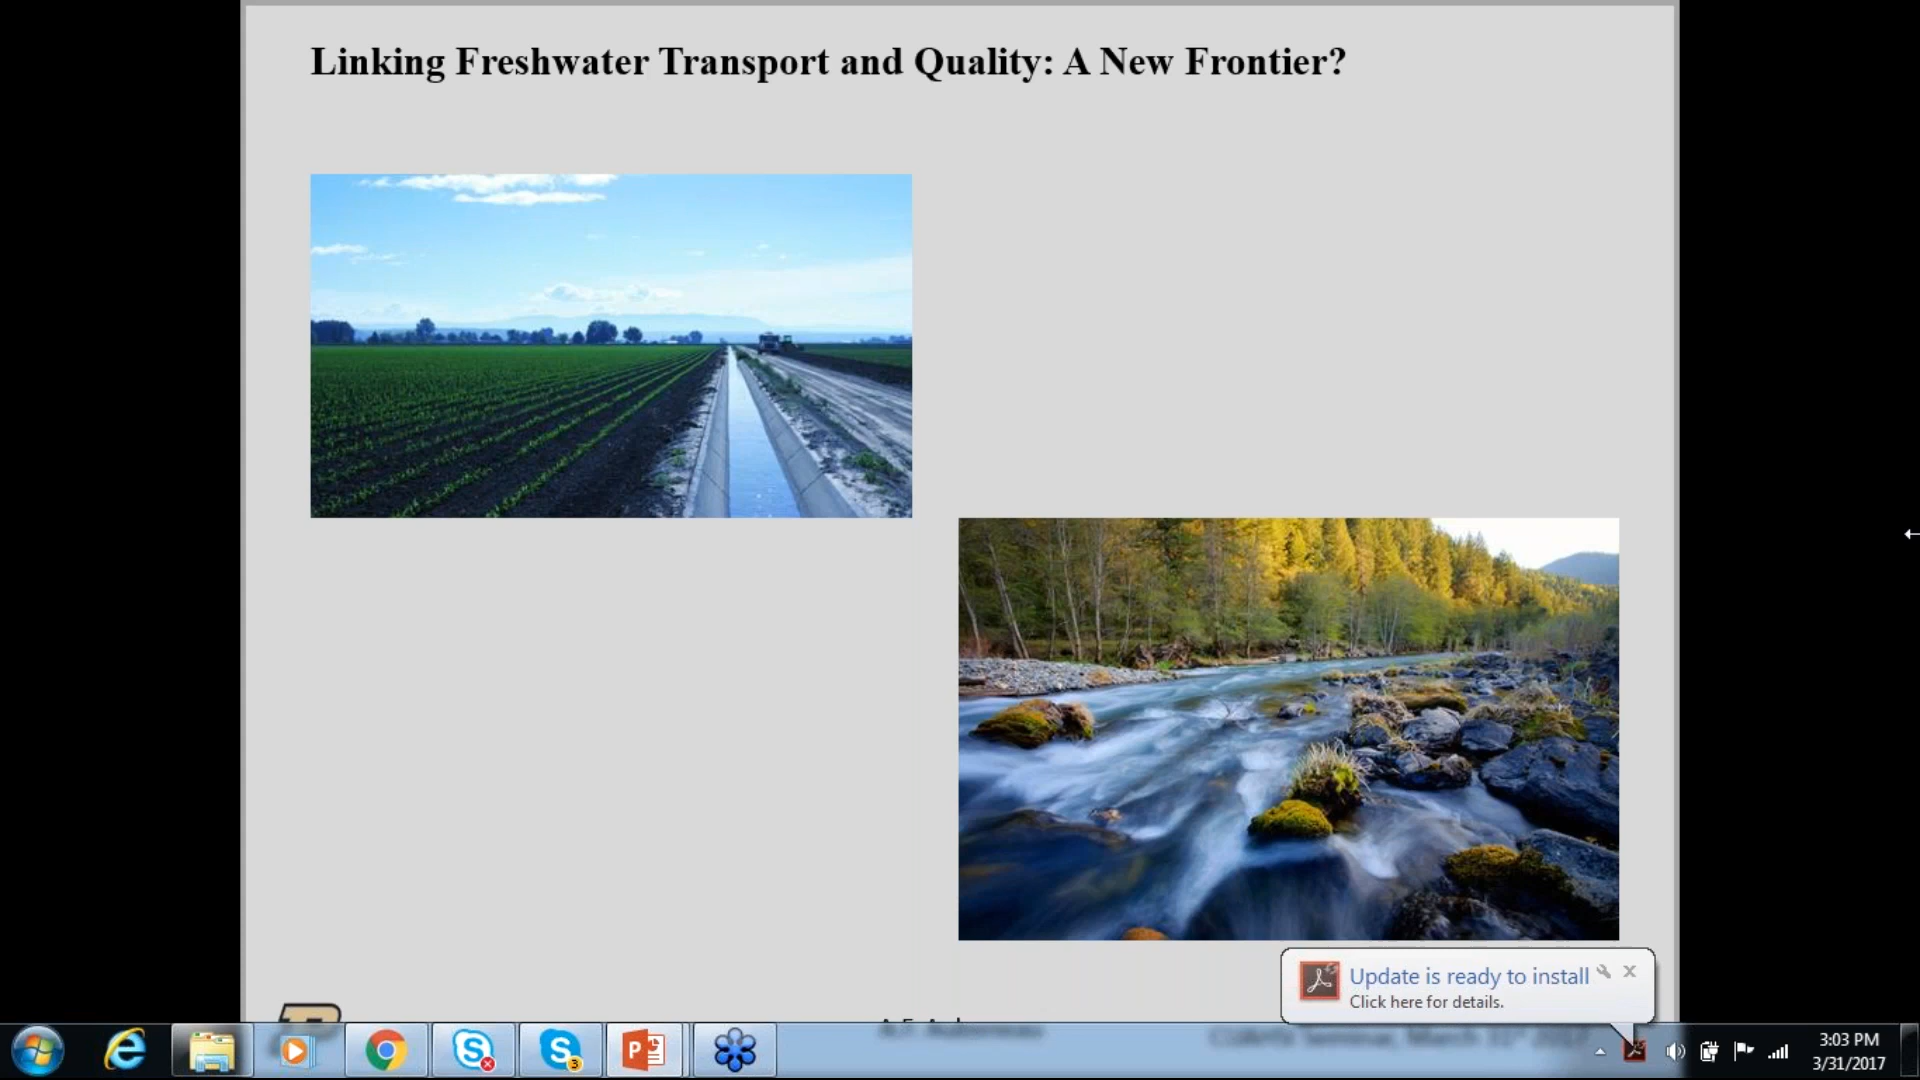 Linking Freshwater Transport and Quality: A New Frontier?
Update is ready to install
Click here for details.
3
3:03 PM
3/31/2017